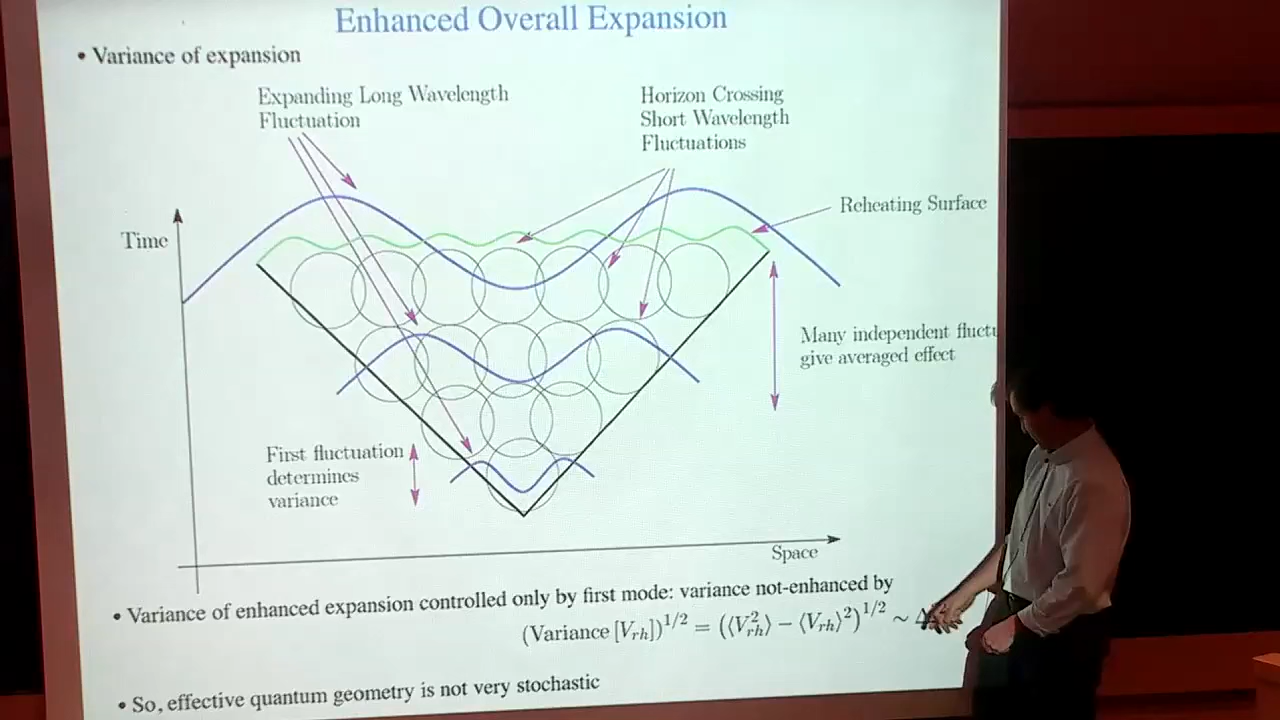 Enhanced Overall Expansion
• Variance of expansion
Expanding Long Wavelength
Fluctuation
Horizon Crossing
Short Wavelength
Fluctuations
Reheating Surface
Time
Many independent
give averaged effect
First fluctuation
determines
variance
Space
• Variance of enhanced expansion controlled only by first mode: variance not-enhanced by
(Variance [V_{rh}])^{1/2} = (⟨V_{rh}^2⟩ − ⟨V_{rh}⟩^2)^{1/2} ∼
• So, effective quantum geometry is not very stochastic